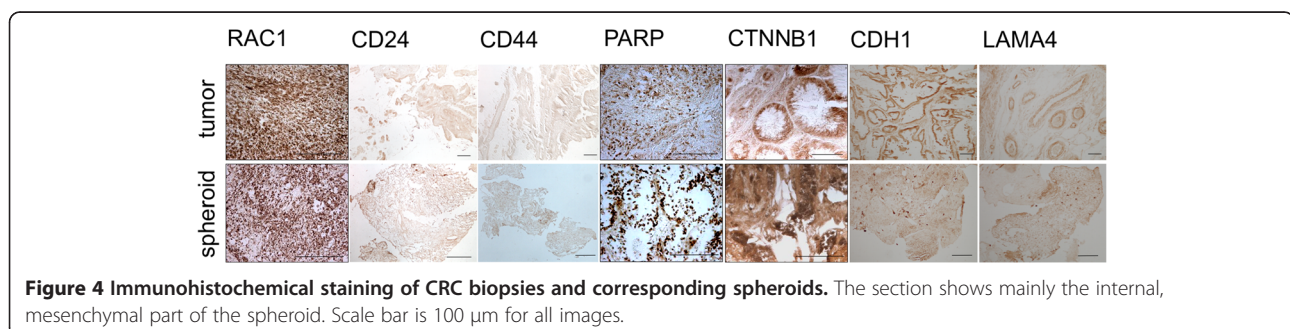 RAC1 CD24 CD44 PARP CTNNB1 CDH1 LAMA4
tumor
spheroid
Figure 4 Immunohistochemical staining of CRC biopsies and corresponding spheroids. The section shows mainly the internal,
mesenchymal part of the spheroid. Scale bar is 100 μm for all images.